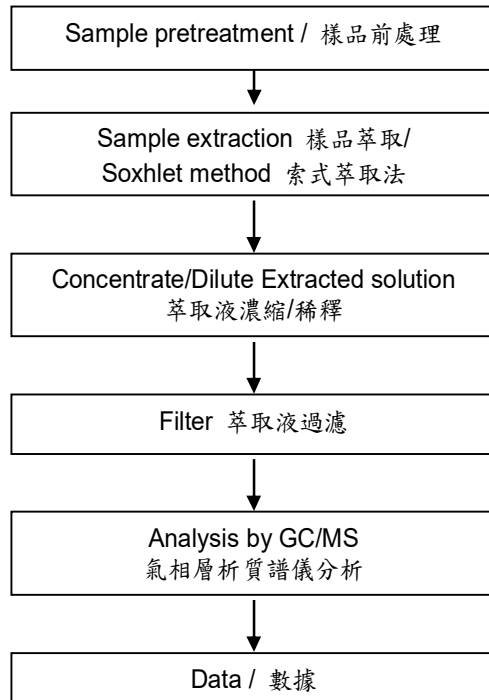 Sample pretreatment / 樣品前處理
Sample extraction 樣品萃取/
Soxhlet method 索式萃取法
Concentrate/Dilute Extracted solution
萃取液濃縮/稀釋
Filter 萃取液過濾
Analysis by GC/MS
氣相層析質譜儀分析
Data / 數據